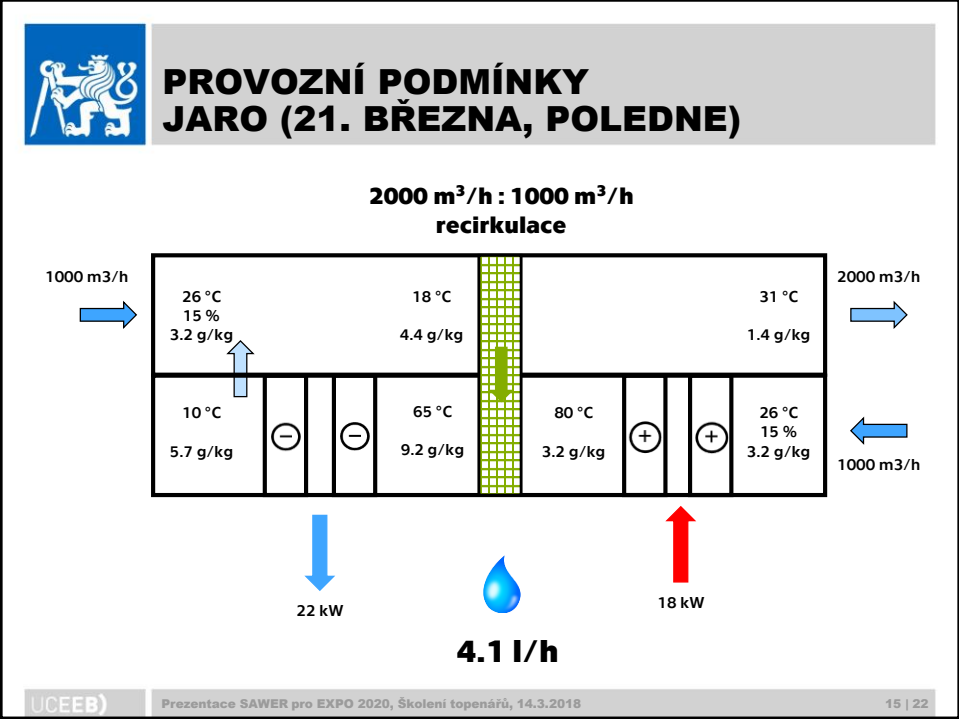 PROVOZNÍ PODMÍNKY
JARO (21. BŘEZNA, POLEDNE)
2000 m³/h : 1000 m³/h
recirkulace
1000 m3/h
26 °C
15 %
3.2 g/kg
18 °C
4.4 g/kg
31 °C
1.4 g/kg
2000 m3/h
10 °C
5.7 g/kg
65 °C
9.2 g/kg
80 °C
3.2 g/kg
26 °C
15 %
3.2 g/kg
1000 m3/h
22 kW
18 kW
4.1 l/h
UCEEB)
Prezentace SAWER pro EXPO 2020, Školení topenářů, 14.3.2018
15 | 22